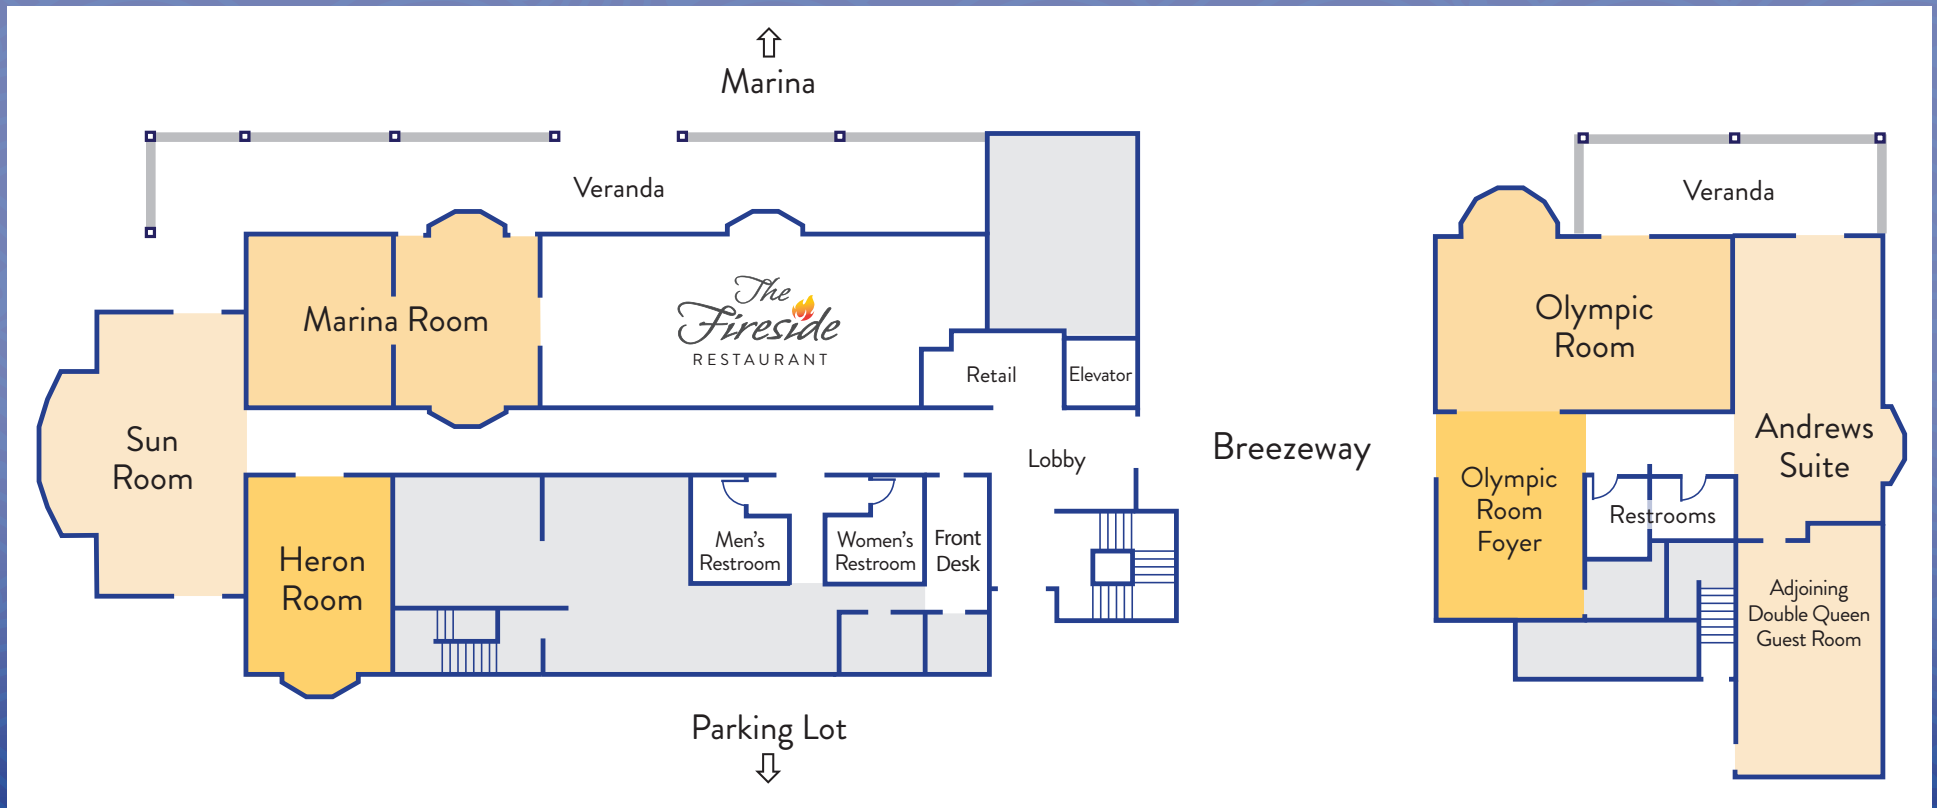 Marina
Veranda
Veranda
Marina Room
The
Fireside
RESTAURANT
Retail
Elevator
Olympic
Room
Sun
Room
Lobby
Breezeway
Andrews
Suite
Heron
Room
Men's
Restroom
Women's
Restroom
Front
Desk
Olympic
Room
Foyer
Restrooms
Adjoining
Double Queen
Guest Room
Parking Lot